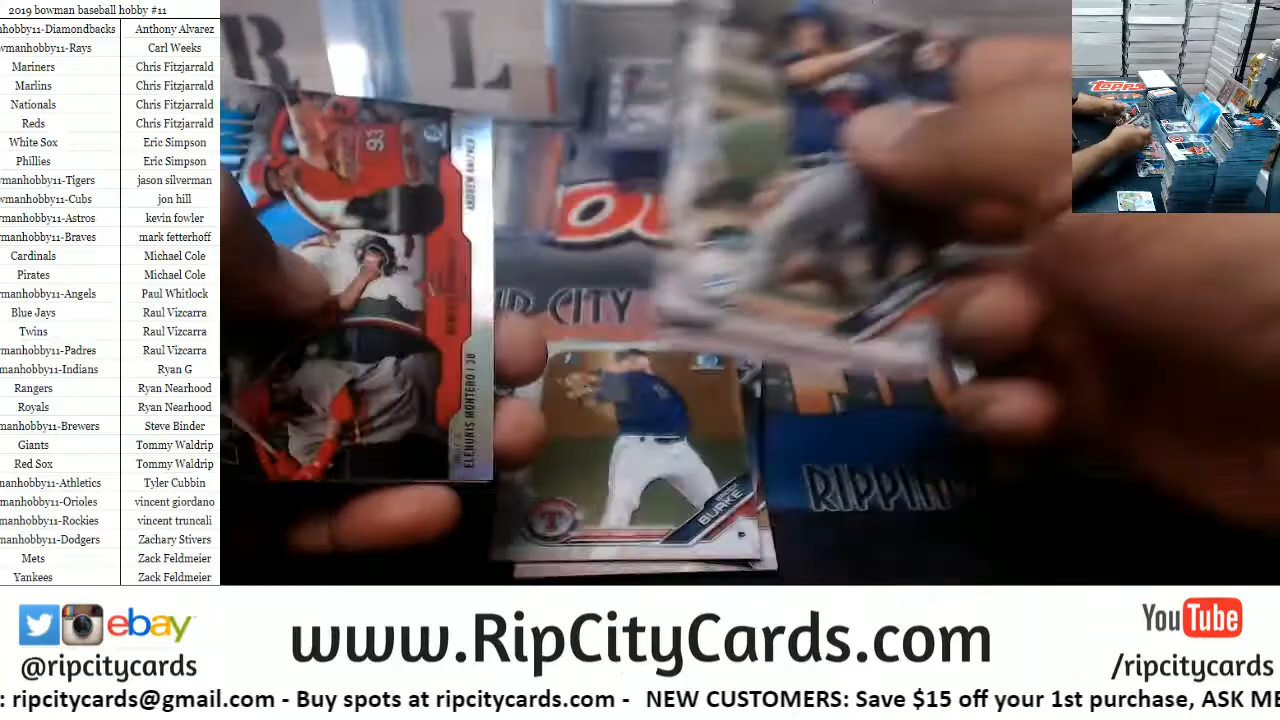 2019 bowman baseball hobby #11
hobby11-Diamondbacks Anthony Alvarez
wmanhobby11-Rays Carl Weeks
Mariners Chris Fitzjarrald
Marlins Chris Fitzjarrald
Nationals Chris Fitzjarrald
Reds Chris Fitzjarrald
White Sox Eric Simpson
Phillies Eric Simpson
manhobby11-Tigers jason silverman
manhobby11-Cubs jon hill
whobby11-Astros kevin fowler
manhobby11-Braves mark fetterhoff
Cardinals Michael Cole
Pirates Michael Cole
manhobby11-Angels Paul Whitlock
Blue Jays Raul Vizcarra
Twins Raul Vizcarra
manhobby11-Padres Raul Vizcarra
manhobby11-Indians Ryan G
Rangers Ryan Nearhood
Royals Ryan Nearhood
manhobby11-Brewers Steve Binder
Giants Tommy Waldrip
Red Sox Tommy Waldrip
manhobby11-Athletics Tyler Cubbin
manhobby11-Orioles vincent giordano
manhobby11-Rockies vincent truncali
manhobby11-Dodgers Zachary Stivers
Mets Zack Feldmeier
Yankees Zack Feldmeier
R L
93
ELEHURIS MONTERO | 3B
CITY
BURKE
RIPPIN
topps
ebay
@ripcitycards
www.RipCityCards.com
YouTube
/ripcitycards
: ripcitycards@gmail.com - Buy spots at ripcitycards.com - NEW CUSTOMERS: Save $15 off your 1st purchase, ASK ME